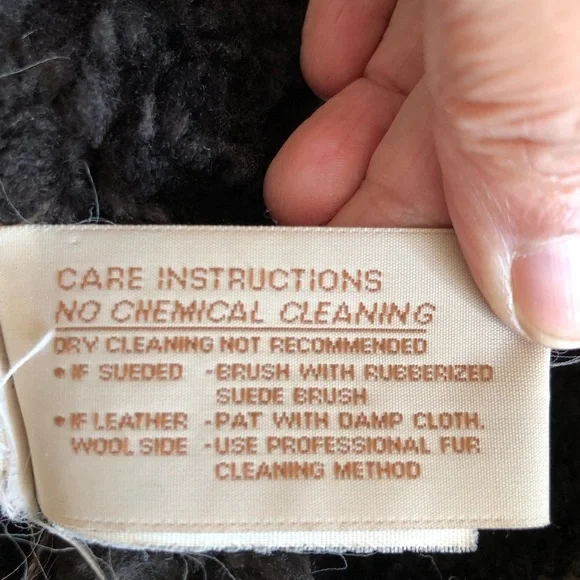 CARE INSTRUCTIONS
NO CHEMICAL CLEANING
DRY CLEANING NOT RECOMMENDED
• IF SUEDED - BRUSH WITH RUBBERIZED
SUEDE BRUSH
• IF LEATHER - PAT WITH DAMP CLOTH.
WOOL SIDE - USE PROFESSIONAL FUR
CLEANING METHOD